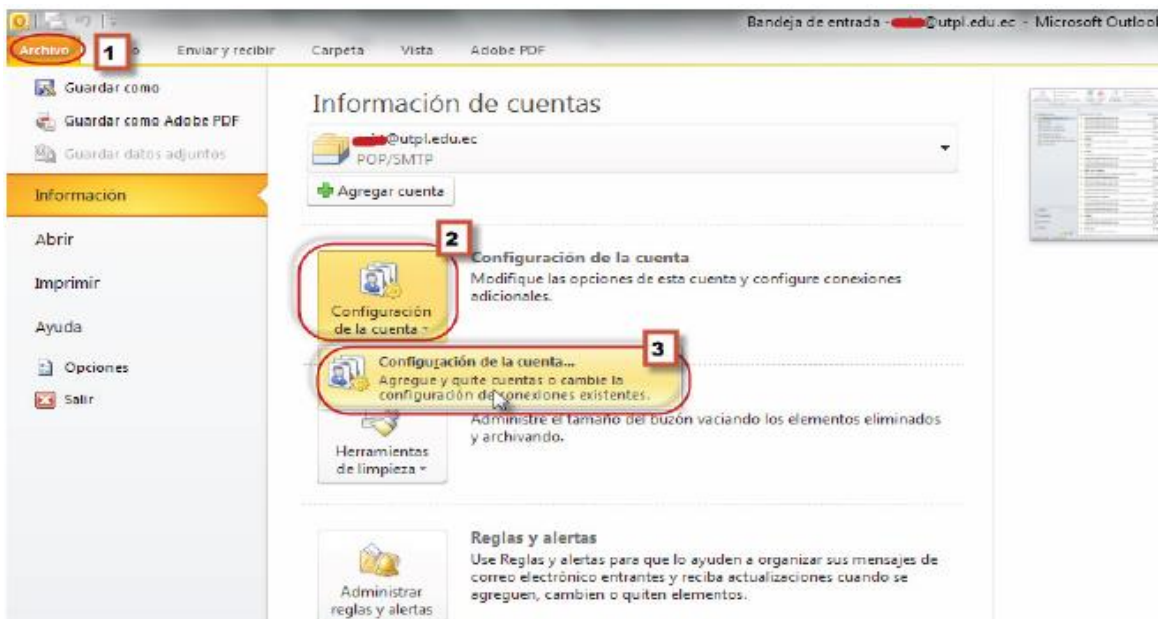 Bandeja de entrada - @utpl.edu.ec - Microsoft Outlook
Archivo 1 o Enviar y recibir Carpeta Vista Adobe PDF
Guardar como
Guardar como Adobe PDF
Guardar datos adjuntos
Información
Abrir
Imprimir
Ayuda
Opciones
Salir
Información de cuentas
@utpl.edu.ec
POP/SMTP
Agregar cuenta
2
Configuración
de la cuenta
Configuración de la cuenta
Modifique las opciones de esta cuenta y configure conexiones
adicionales.
3
Configuración de la cuenta...
Agregue y quite cuentas o cambie la
configuración de conexiones existentes.
Herramientas
de limpieza
Administre el tamaño del buzón vaciando los elementos eliminados
y archivando.
Administrar
reglas y alertas
Reglas y alertas
Use Reglas y alertas para que lo ayuden a organizar sus mensajes de
correo electrónico entrantes y reciba actualizaciones cuando se
agreguen, cambien o quiten elementos.